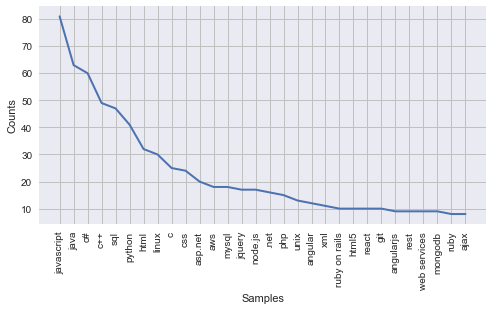 80
70
60
50
40
30
20
10
Counts
javascript
java
c#
c++
sql
python
html
linux
c
css
asp.net
aws
mysql
jquery
node.js
.net
php
unix
angular
xml
ruby on rails
html5
react
git
angularjs
rest
web services
mongodb
ruby
ajax
Samples